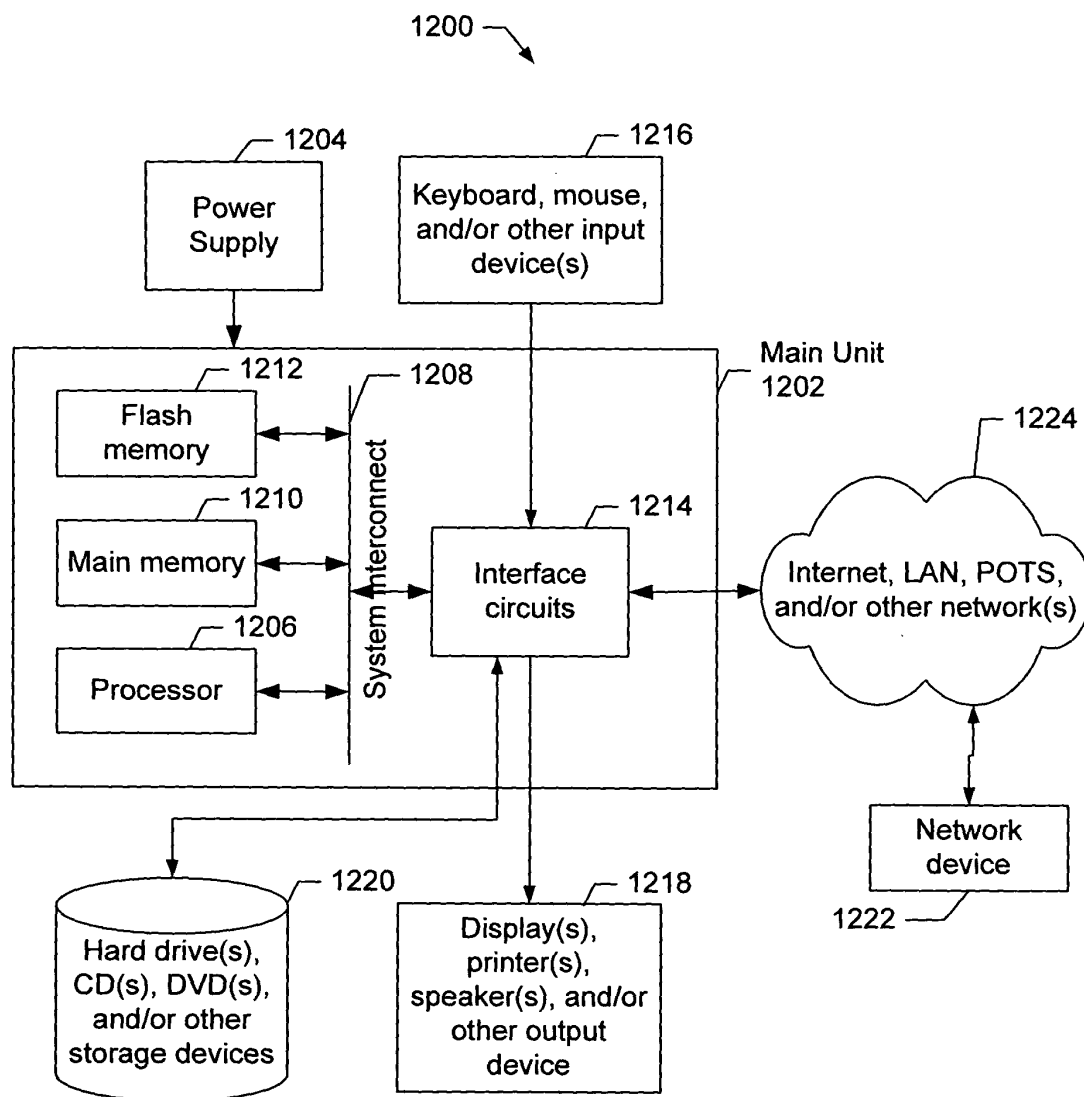 1200
1204
Power
Supply
1216
Keyboard, mouse,
and/or other input
device(s)
Main Unit
1202
1212
Flash
memory
1208
System Interconnect
1210
Main memory
1206
Processor
1214
Interface
circuits
1224
Internet, LAN, POTS,
and/or other network(s)
Network
device
1222
1220
Hard drive(s),
CD(s), DVD(s),
and/or other
storage devices
1218
Display(s),
printer(s),
speaker(s), and/or
other output
device